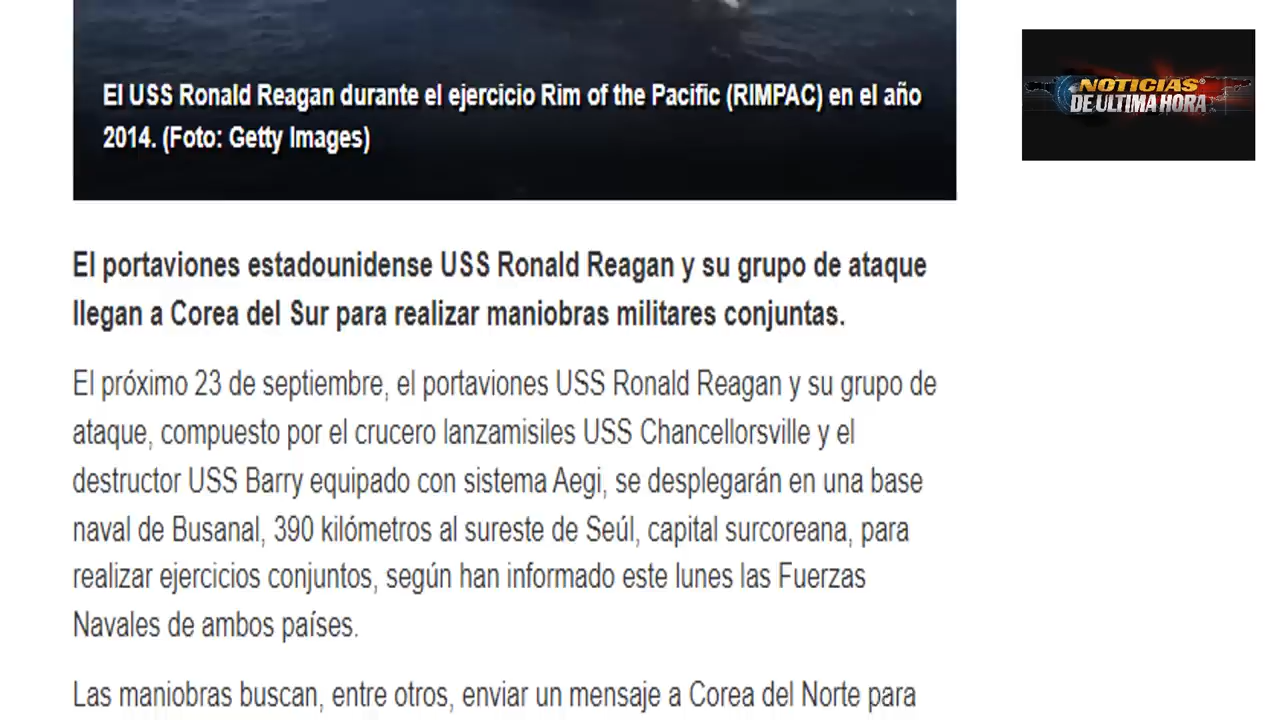 El USS Ronald Reagan durante el ejercicio Rim of the Pacific (RIMPAC) en el año
2014. (Foto: Getty Images)
NOTICIAS
DE ULTIMA HORA
El portaviones estadounidense USS Ronald Reagan y su grupo de ataque
llegan a Corea del Sur para realizar maniobras militares conjuntas.
El próximo 23 de septiembre, el portaviones USS Ronald Reagan y su grupo de
ataque, compuesto por el crucero lanzamisiles USS Chancellorsville y el
destructor USS Barry equipado con sistema Aegi, se desplegarán en una base
naval de Busanal, 390 kilómetros al sureste de Seúl, capital surcoreana, para
realizar ejercicios conjuntos, según han informado este lunes las Fuerzas
Navales de ambos países.
Las maniobras buscan, entre otros, enviar un mensaje a Corea del Norte para